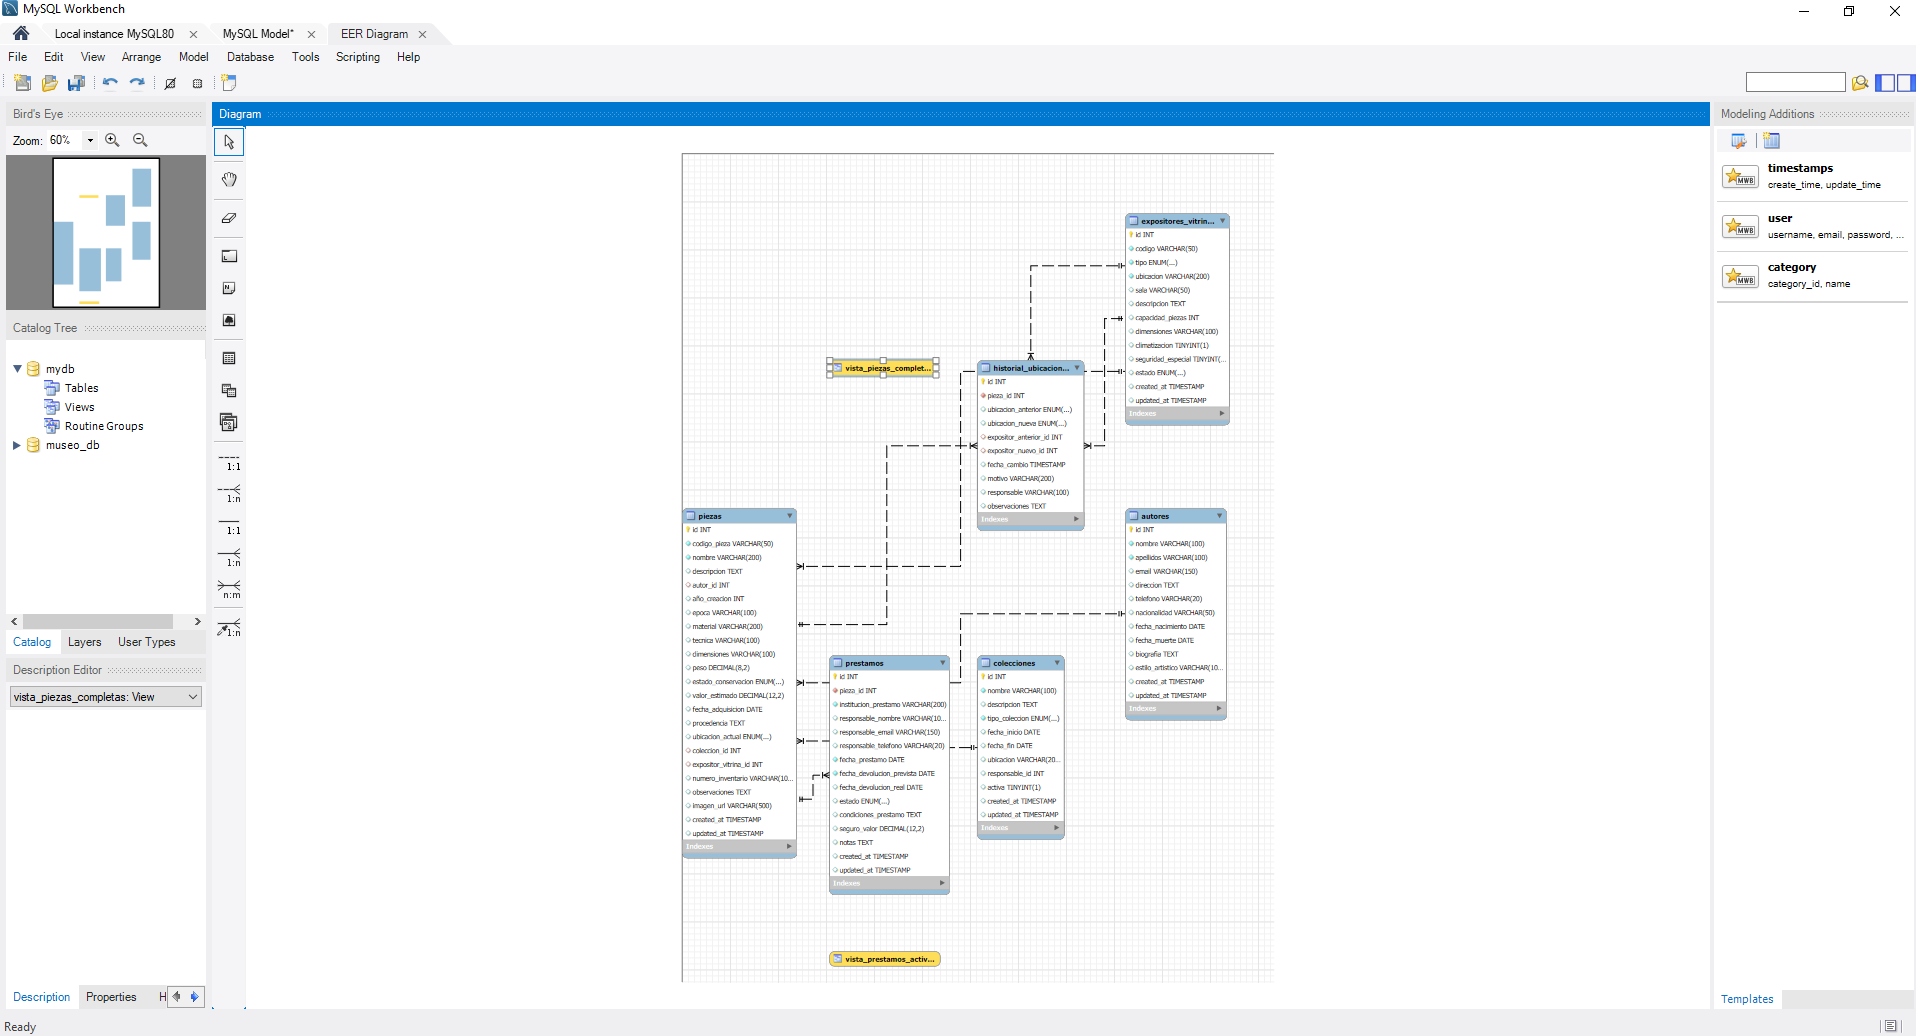 MySQL Workbench
Local instance MySQL80
MySQL Model*
EER Diagram
File Edit View Arrange Model Database Tools Scripting Help
Bird's Eye
Zoom: 60%
Catalog Tree
mydb
Tables
Views
Routine Groups
museo_db
Catalog Layers User Types
Description Editor
vista_piezas_completas: View
Description Properties H
Ready
Diagram
1:1
1:n
1:1
1:n
n:m
1:n
expositores_vitrin...
id INT
codigo VARCHAR(50)
tipo ENUM(...)
ubicacion VARCHAR(200)
sala VARCHAR(50)
descripcion TEXT
capacidad_piezas INT
dimensiones VARCHAR(100)
climatizacion TINYINT(1)
seguridad_especial TINYINT(...
estado ENUM(...)
created_at TIMESTAMP
updated_at TIMESTAMP
Indexes
vista_piezas_complet...
historial_ubicacion...
id INT
pieza_id INT
ubicacion_anterior ENUM(...)
ubicacion_nueva ENUM(...)
expositor_anterior_id INT
expositor_nuevo_id INT
fecha_cambio TIMESTAMP
motivo VARCHAR(200)
responsable VARCHAR(100)
observaciones TEXT
Indexes
piezas
id INT
codigo_pieza VARCHAR(50)
nombre VARCHAR(200)
descripcion TEXT
autor_id INT
año_creacion INT
epoca VARCHAR(100)
material VARCHAR(200)
tecnica VARCHAR(100)
dimensiones VARCHAR(100)
peso DECIMAL(8,2)
estado_conservacion ENUM(...)
valor_estimado DECIMAL(12,2)
fecha_adquisicion DATE
procedencia TEXT
ubicacion_actual ENUM(...)
coleccion_id INT
expositor_vitrina_id INT
numero_inventario VARCHAR(10...
observaciones TEXT
imagen_url VARCHAR(500)
created_at TIMESTAMP
updated_at TIMESTAMP
Indexes
autores
id INT
nombre VARCHAR(100)
apellidos VARCHAR(100)
email VARCHAR(150)
direccion TEXT
telefono VARCHAR(20)
nacionalidad VARCHAR(50)
fecha_nacimiento DATE
fecha_muerte DATE
biografia TEXT
estilo_artistico VARCHAR(10...
created_at TIMESTAMP
updated_at TIMESTAMP
Indexes
prestamos
id INT
pieza_id INT
institucion_prestamo VARCHAR(200)
responsable_nombre VARCHAR(10...
responsable_email VARCHAR(150)
responsable_telefono VARCHAR(20)
fecha_prestamo DATE
fecha_devolucion_prevista DATE
fecha_devolucion_real DATE
estado ENUM(...)
condiciones_prestamo TEXT
seguro_valor DECIMAL(12,2)
notas TEXT
created_at TIMESTAMP
updated_at TIMESTAMP
Indexes
colecciones
id INT
nombre VARCHAR(100)
descripcion TEXT
tipo_coleccion ENUM(...)
fecha_inicio DATE
fecha_fin DATE
ubicacion VARCHAR(20...
responsable_id INT
activa TINYINT(1)
created_at TIMESTAMP
updated_at TIMESTAMP
Indexes
vista_prestamos_activ...
Modeling Additions
MWB
timestamps
create_time, update_time
MWB
user
username, email, password, ...
MWB
category
category_id, name
Templates